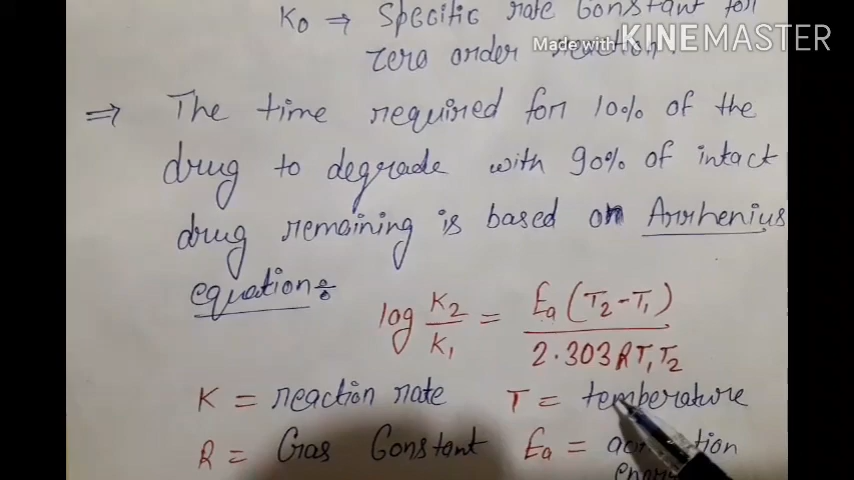 K₀ ⇒ Specific rate Constant for
Made with KINEMASTER
zero order reaction.
⇒ The time required for 10% of the
drug to degrade with 90% of intact
drug remaining is based on Arrhenius
equation :-
log K₂/K₁ = Eₐ (T₂ - T₁) / 2.303 R T₁ T₂
K = reaction rate T = temperature
R = Gas Constant Eₐ =